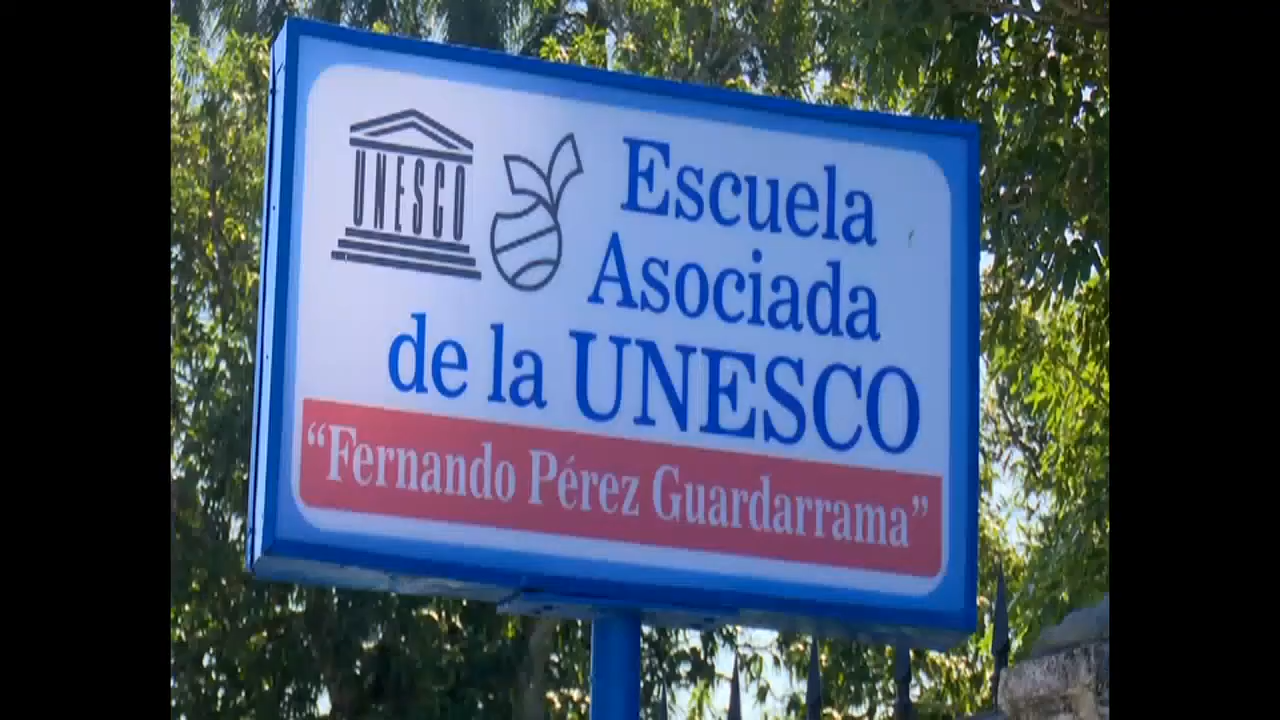 UNESCO
Escuela
Asociada
de la UNESCO
“Fernando Pérez Guardarrama”